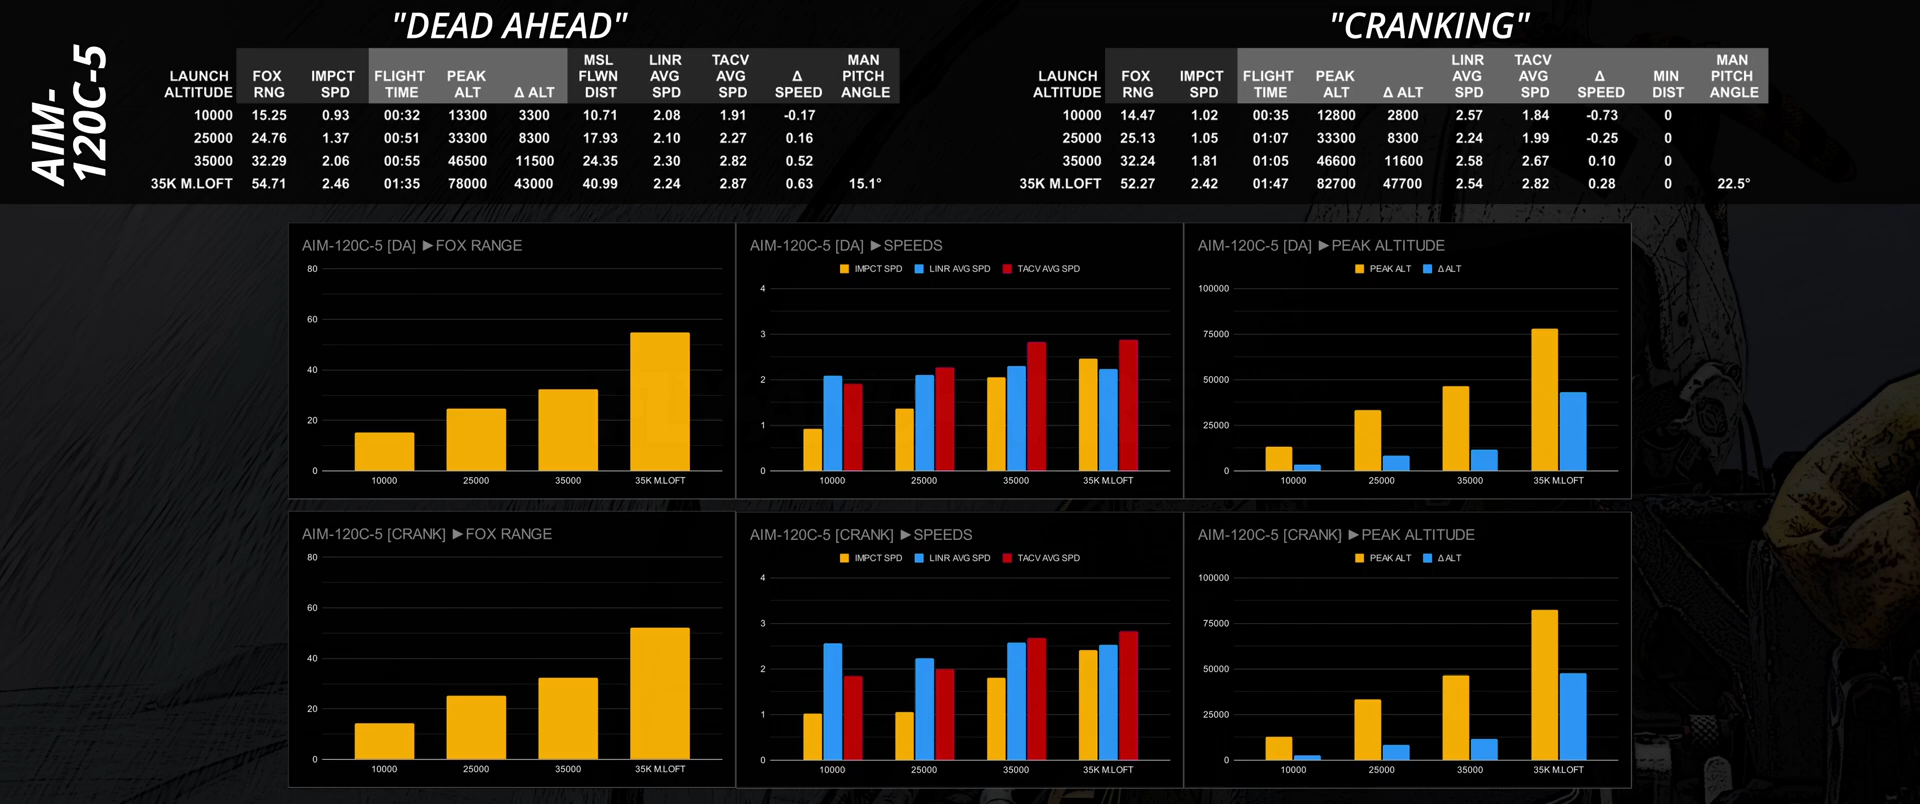 AIM-
120C-5
"DEAD AHEAD"
LAUNCH ALTITUDE FOX RNG IMPCT SPD FLIGHT TIME PEAK ALT Δ ALT MSL FLWN DIST LINR AVG SPD TACV AVG SPD Δ SPEED MAN PITCH ANGLE
10000 15.25 0.93 00:32 13300 3300 10.71 2.08 1.91 -0.17
25000 24.76 1.37 00:51 33300 8300 17.93 2.10 2.27 0.16
35000 32.29 2.06 00:55 46500 11500 24.35 2.30 2.82 0.52
35K M.LOFT 54.71 2.46 01:35 78000 43000 40.99 2.24 2.87 0.63 15.1°
"CRANKING"
LAUNCH ALTITUDE FOX RNG IMPCT SPD FLIGHT TIME PEAK ALT Δ ALT LINR AVG SPD TACV AVG SPD Δ SPEED MIN DIST MAN PITCH ANGLE
10000 14.47 1.02 00:35 12800 2800 2.57 1.84 -0.73 0
25000 25.13 1.05 01:07 33300 8300 2.24 1.99 -0.25 0
35000 32.24 1.81 01:05 46600 11600 2.58 2.67 0.10 0
35K M.LOFT 52.27 2.42 01:47 82700 47700 2.54 2.82 0.28 0 22.5°
AIM-120C-5 [DA] ►FOX RANGE
80
60
40
20
0
10000 25000 35000 35K M.LOFT
AIM-120C-5 [DA] ►SPEEDS
IMPCT SPD LINR AVG SPD TACV AVG SPD
4
3
2
1
0
10000 25000 35000 35K M.LOFT
AIM-120C-5 [DA] ►PEAK ALTITUDE
PEAK ALT Δ ALT
100000
75000
50000
25000
0
10000 25000 35000 35K M.LOFT
AIM-120C-5 [CRANK] ►FOX RANGE
80
60
40
20
0
10000 25000 35000 35K M.LOFT
AIM-120C-5 [CRANK] ►SPEEDS
IMPCT SPD LINR AVG SPD TACV AVG SPD
4
3
2
1
0
10000 25000 35000 35K M.LOFT
AIM-120C-5 [CRANK] ►PEAK ALTITUDE
PEAK ALT Δ ALT
100000
75000
50000
25000
0
10000 25000 35000 35K M.LOFT